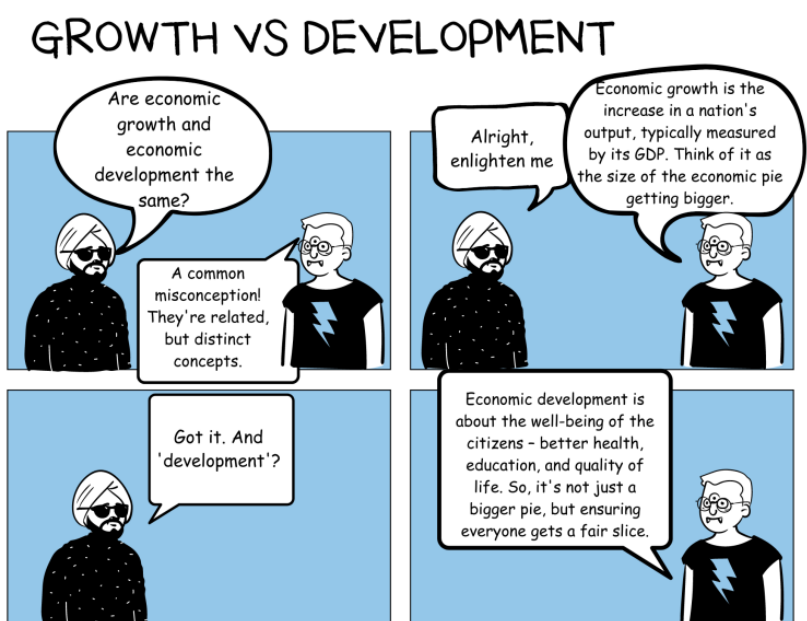 GROWTH VS DEVELOPMENT
Are economic
growth and
economic
development the
same?
A common
misconception!
They're related,
but distinct
concepts.
Alright,
enlighten me
Economic growth is the
increase in a nation's
output, typically measured
by its GDP. Think of it as
the size of the economic pie
getting bigger.
Got it. And
'development'?
Economic development is
about the well-being of the
citizens – better health,
education, and quality of
life. So, it's not just a
bigger pie, but ensuring
everyone gets a fair slice.